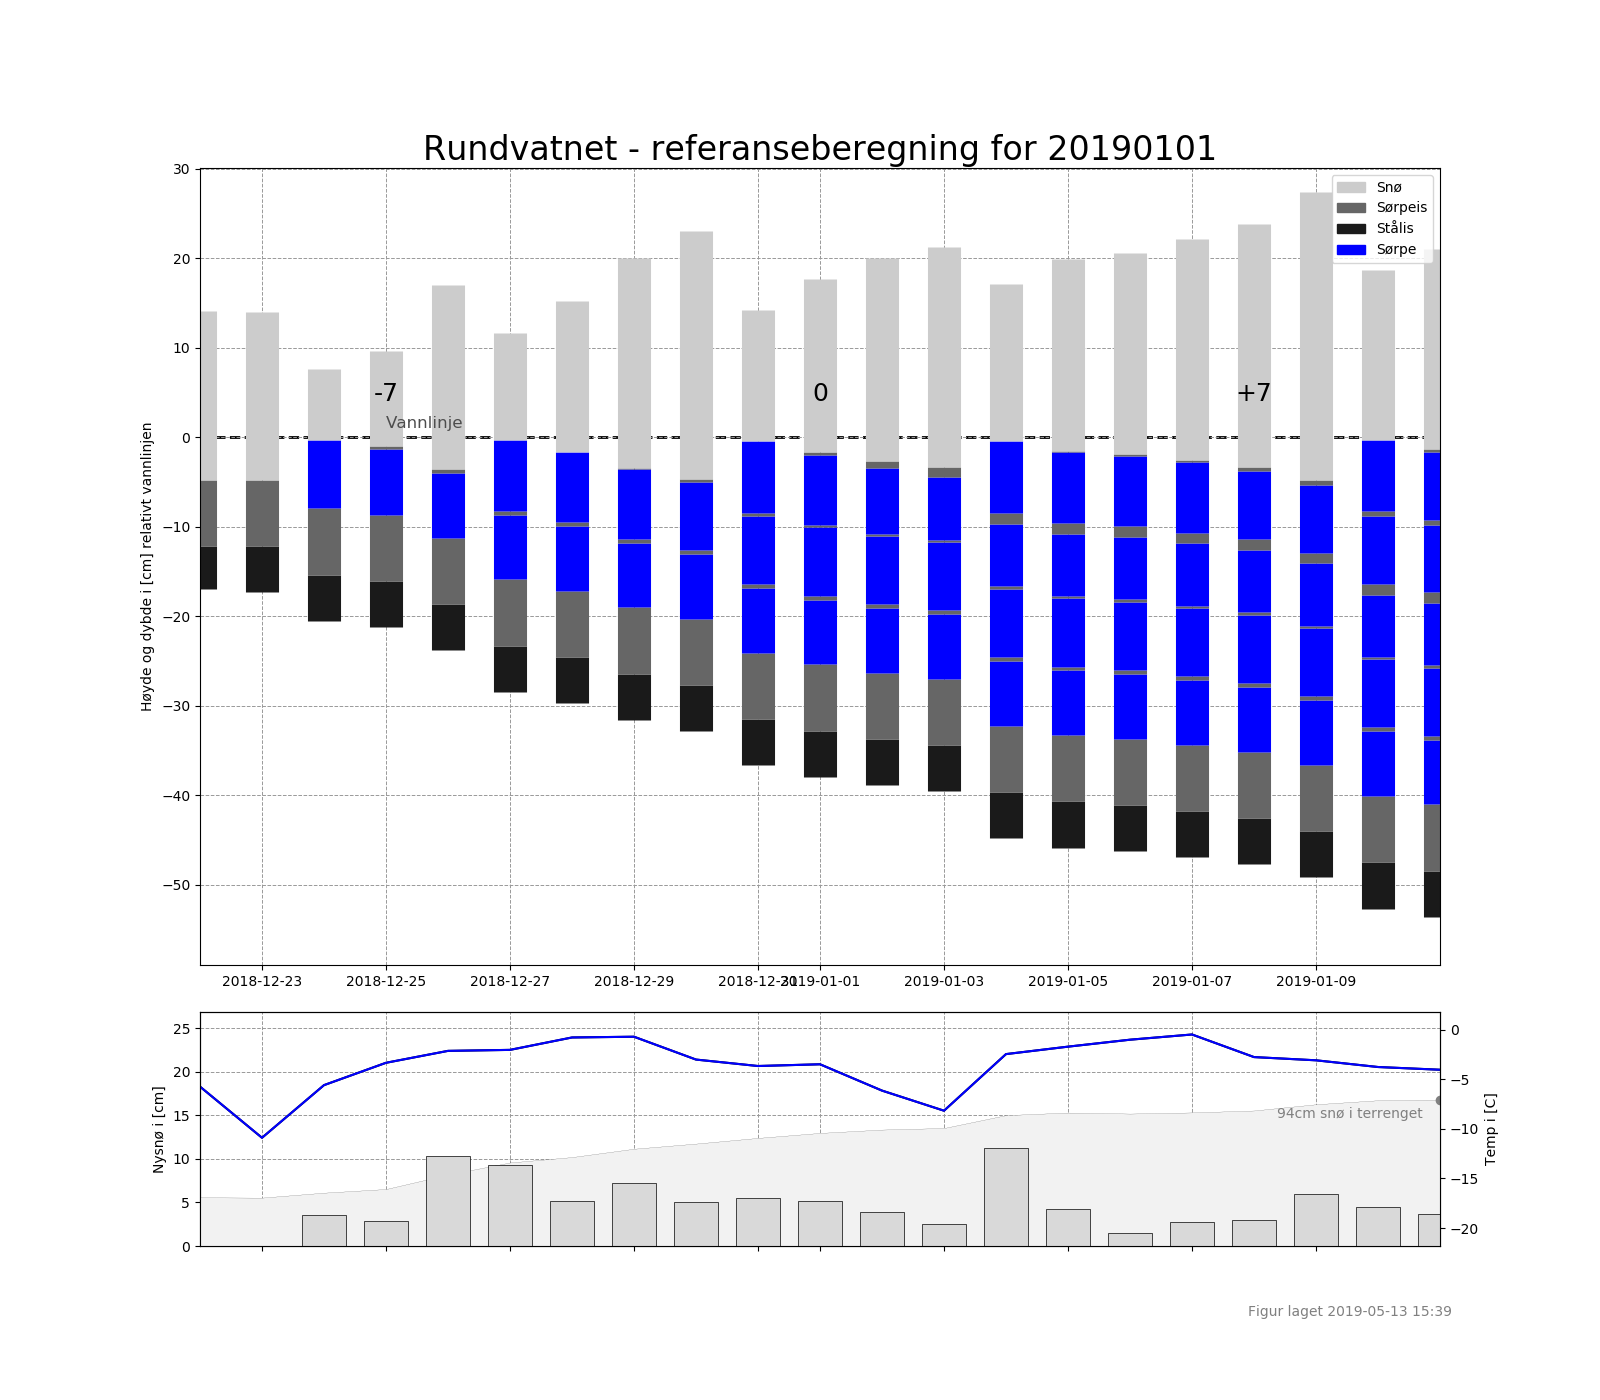 Rundvatnet - referanseberegning for 20190101
Høyde og dybde i [cm] relativt vannlinjen
30
20
10
0
−10
−20
−30
−40
−50
Snø
Sørpeis
Stålis
Sørpe
-7
0
+7
Vannlinje
2018-12-23 2018-12-25 2018-12-27 2018-12-29 2018-12-31 2019-01-01 2019-01-03 2019-01-05 2019-01-07 2019-01-09
Nysnø i [cm]
25
20
15
10
5
0
94cm snø i terrenget
0
−5
−10
−15
−20
Temp i [C]
Figur laget 2019-05-13 15:39